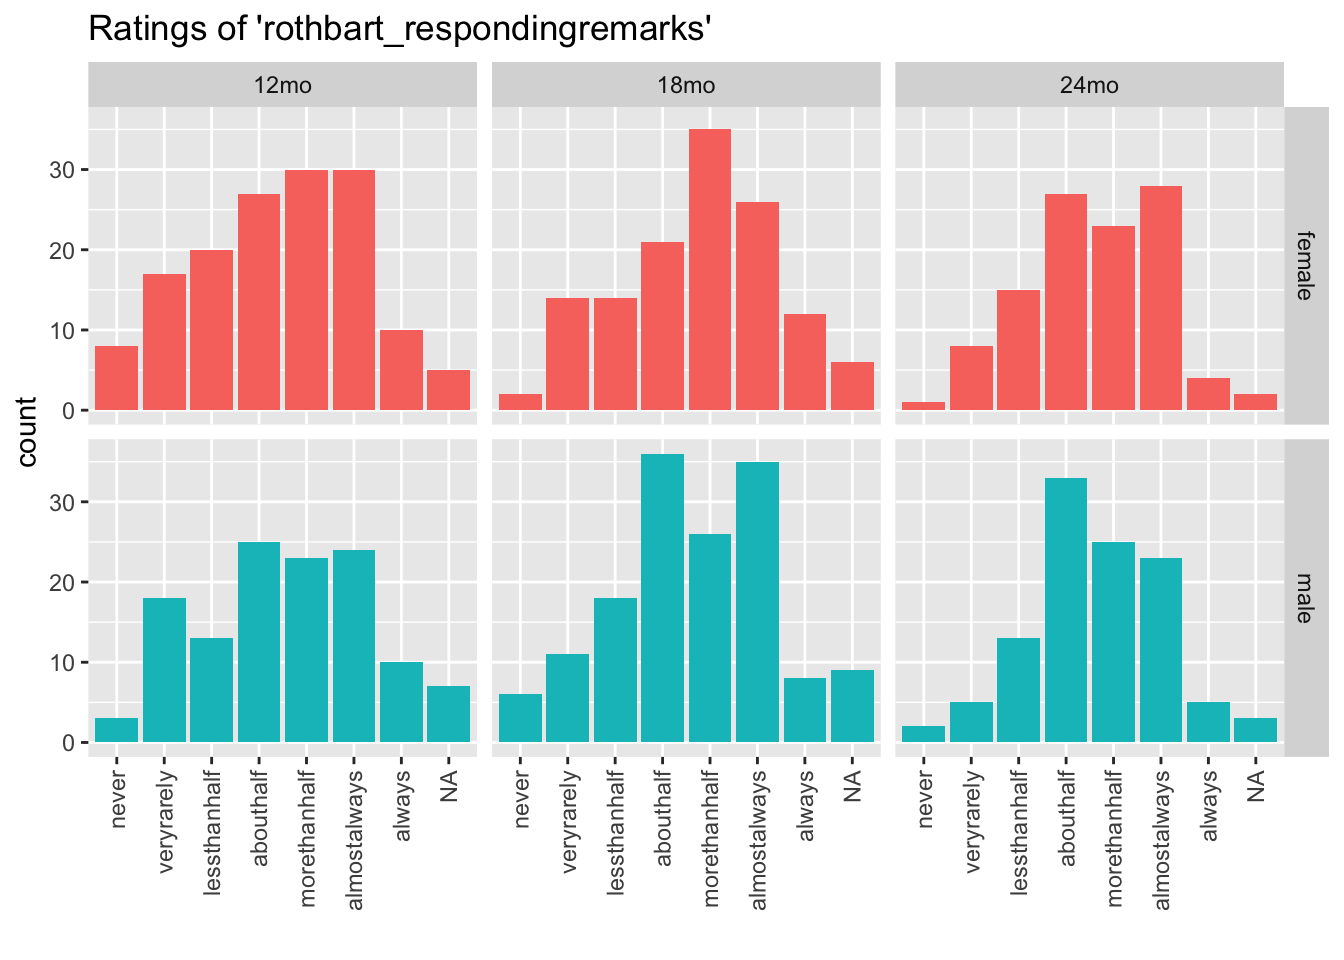 Ratings of 'rothbart_respondingremarks'
12mo 18mo 24mo
30
20
10
0
female
count
30
20
10
0
male
never veryrarely lessthanhalf abouthalf morethanhalf almostalways always NA never veryrarely lessthanhalf abouthalf morethanhalf almostalways always NA never veryrarely lessthanhalf abouthalf morethanhalf almostalways always NA